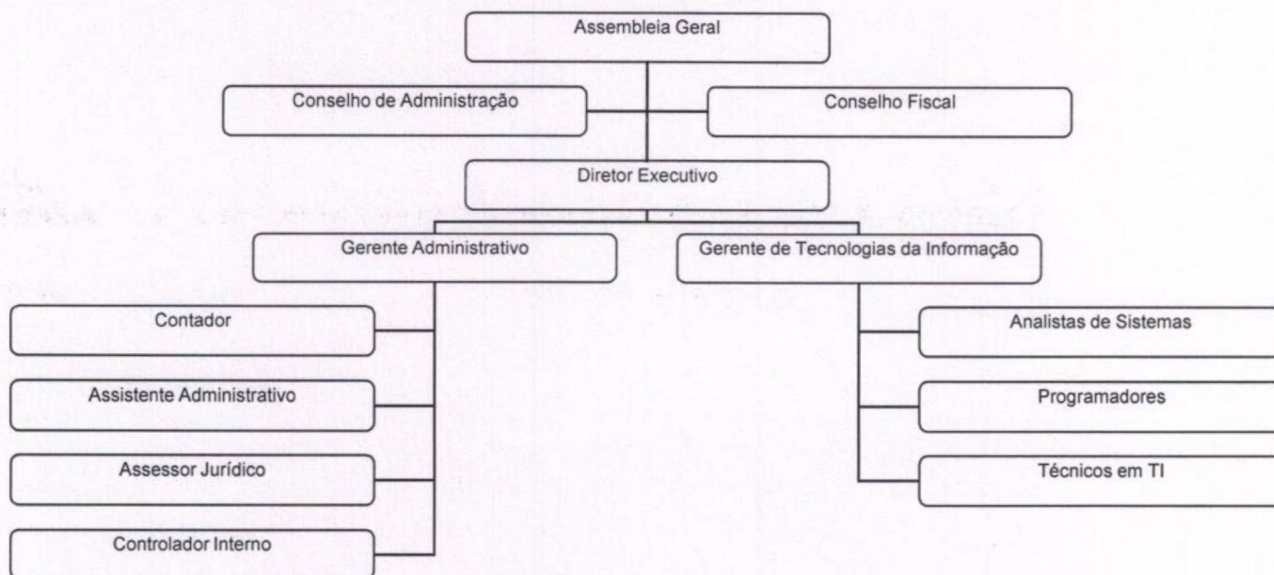 Assembleia Geral
Conselho de Administração
Conselho Fiscal
Diretor Executivo
Gerente Administrativo
Gerente de Tecnologias da Informação
Contador
Analistas de Sistemas
Assistente Administrativo
Programadores
Assessor Jurídico
Técnicos em TI
Controlador Interno